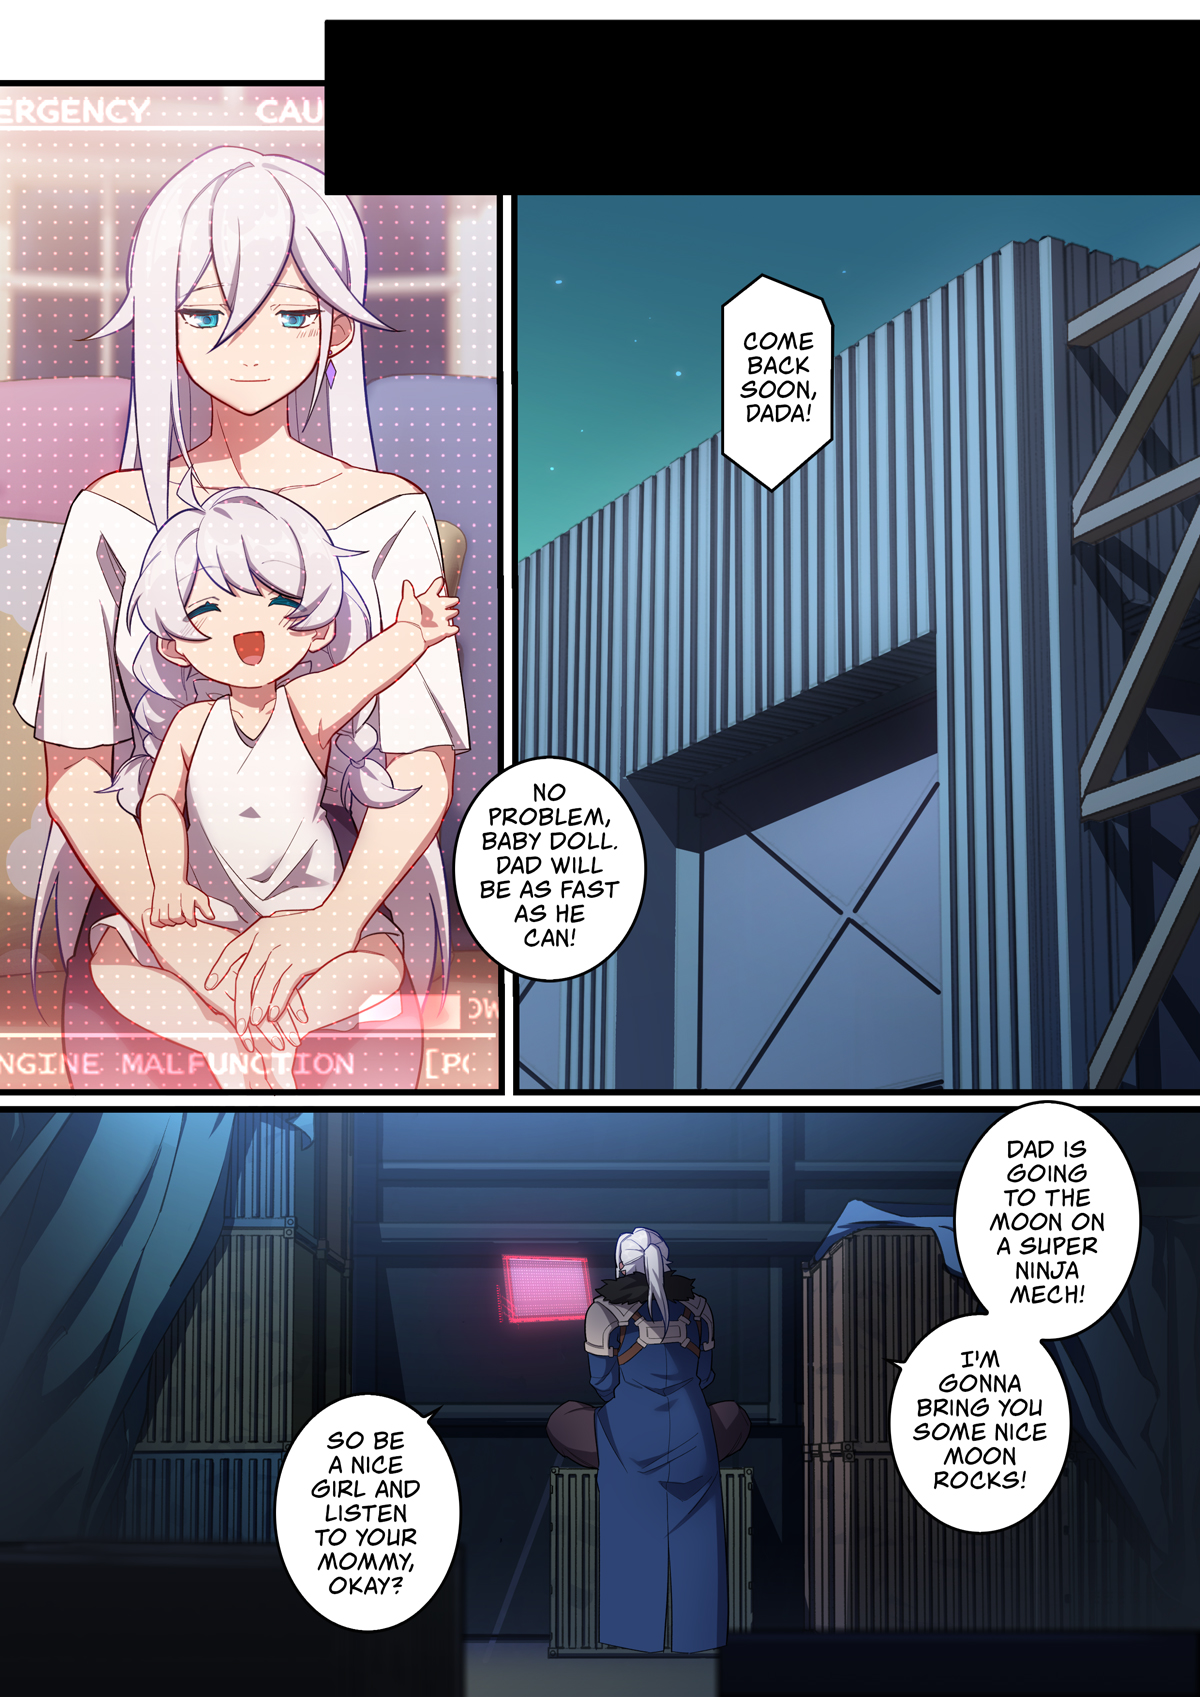 ERGENCY CAU
COME
BACK
SOON,
DADA!
NO
PROBLEM,
BABY DOLL.
DAD WILL
BE AS FAST
AS HE
CAN!
NGINE MALFUNCTION [PO
DAD IS
GOING
TO THE
MOON ON
A SUPER
NINJA
MECH!
I'M
GONNA
BRING YOU
SOME NICE
MOON
ROCKS!
SO BE
A NICE
GIRL AND
LISTEN
TO YOUR
MOMMY,
OKAY?